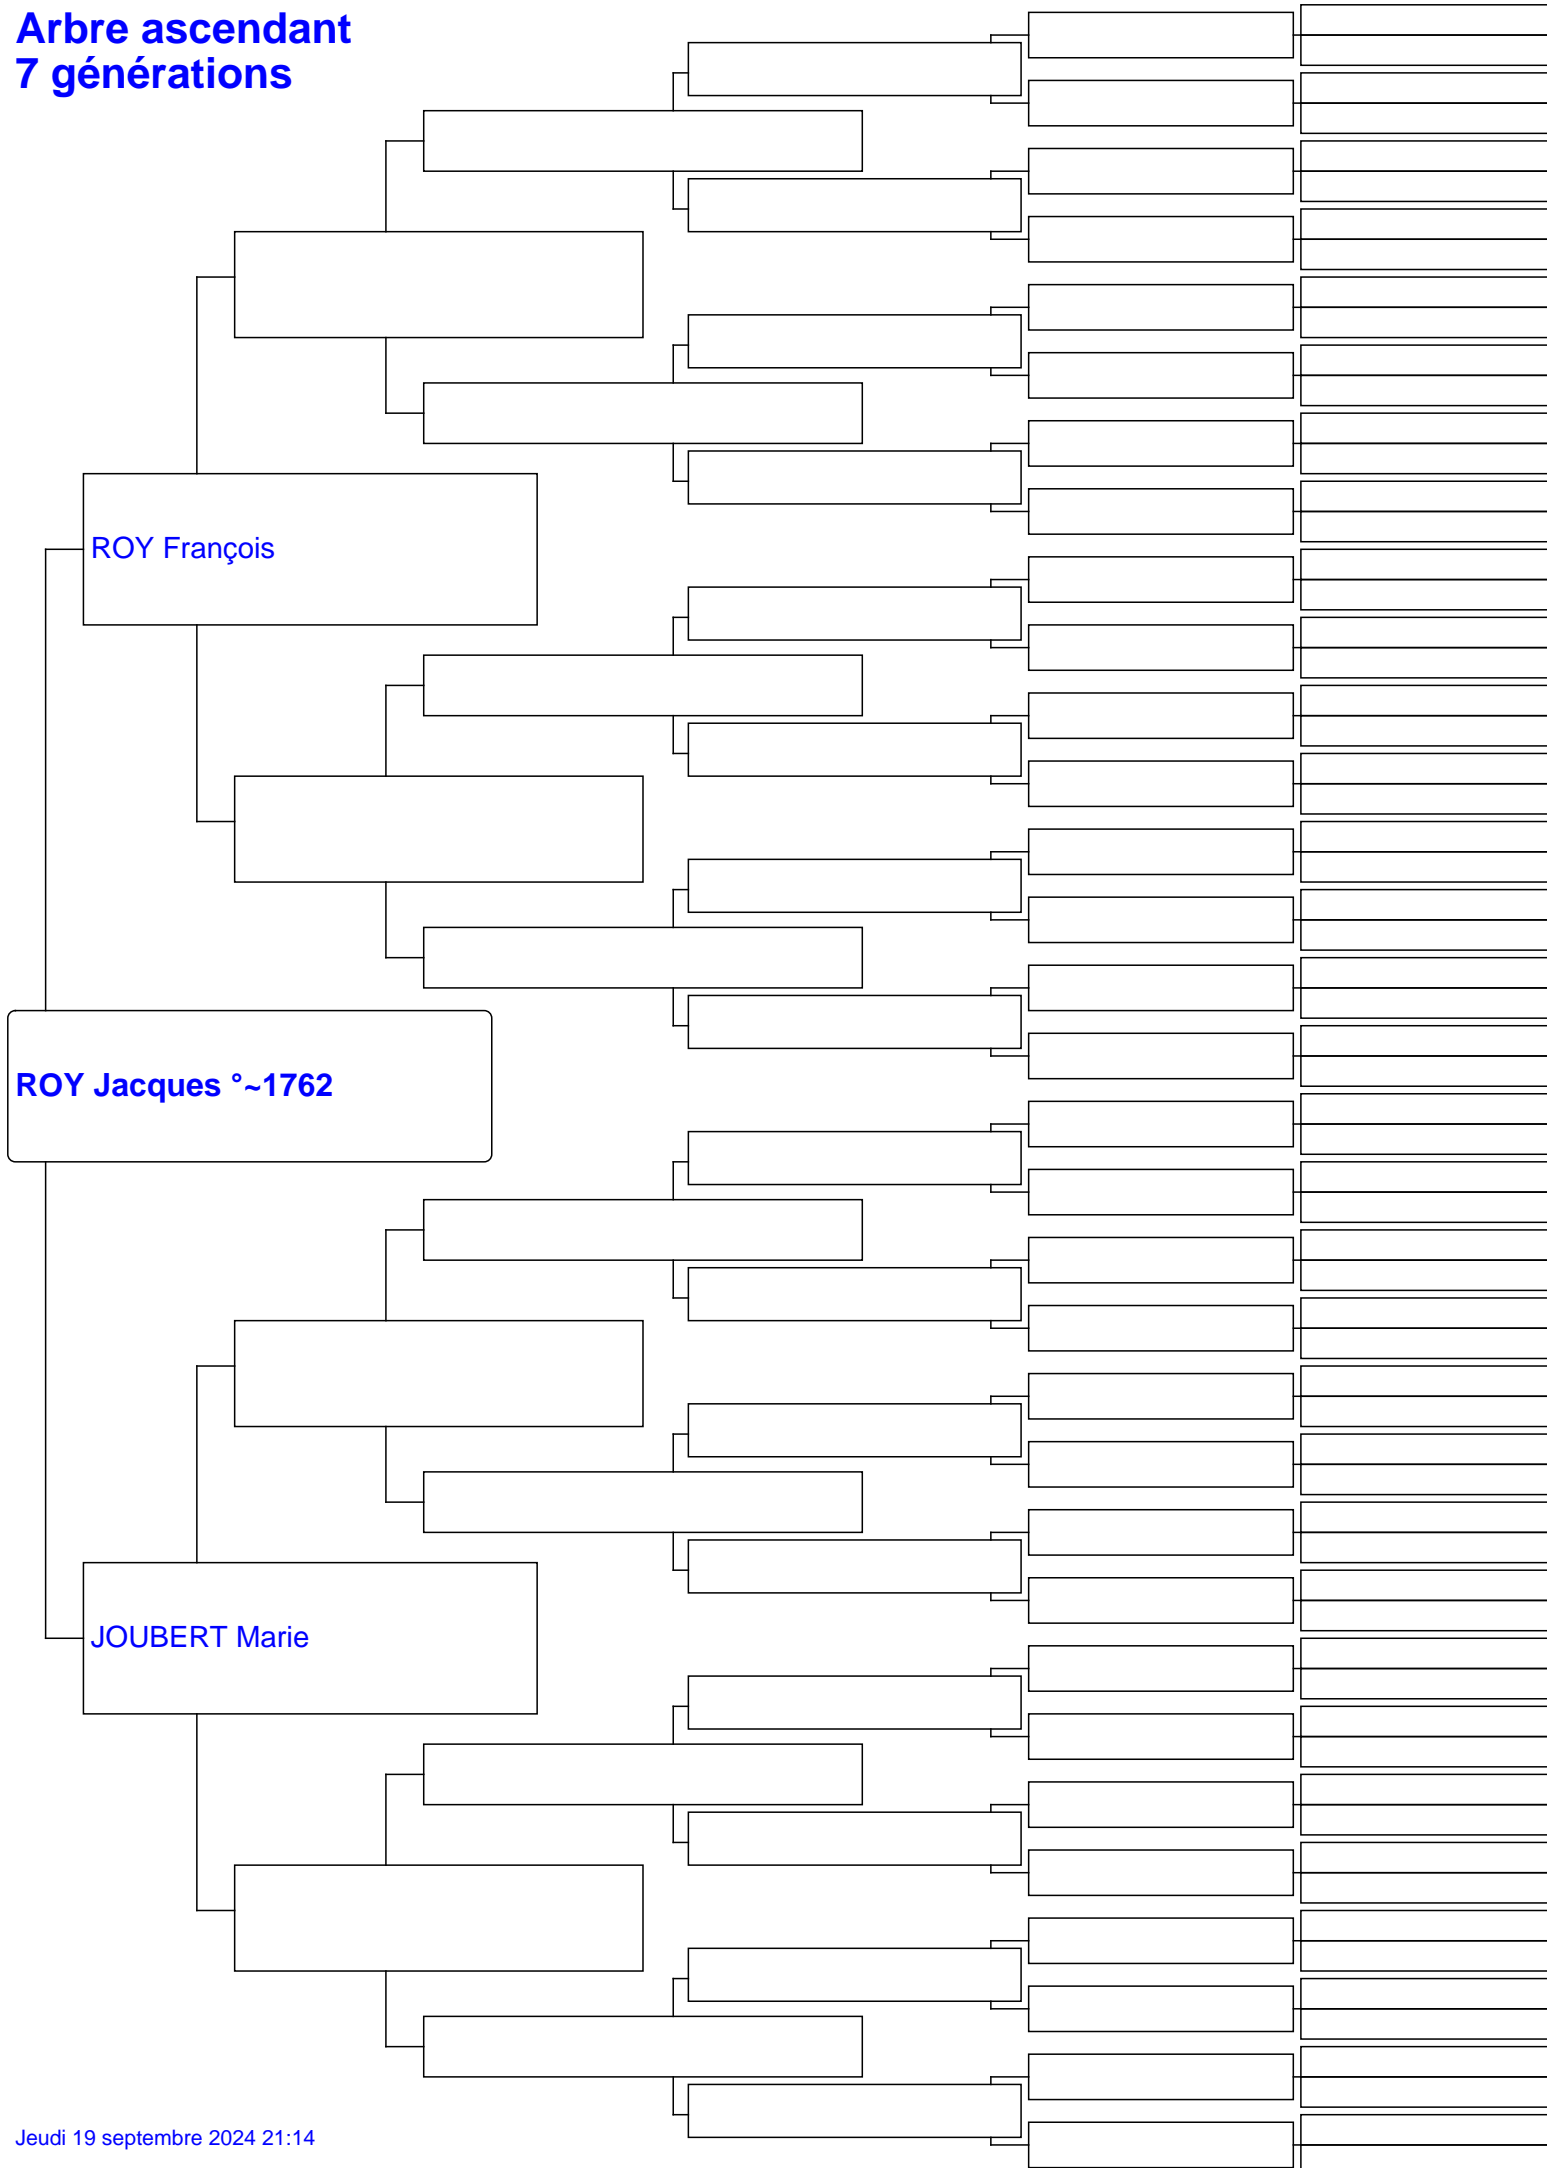 Arbre ascendant
7 générations
ROY François
ROY Jacques °~1762
JOUBERT Marie
Jeudi 19 septembre 2024 21:14